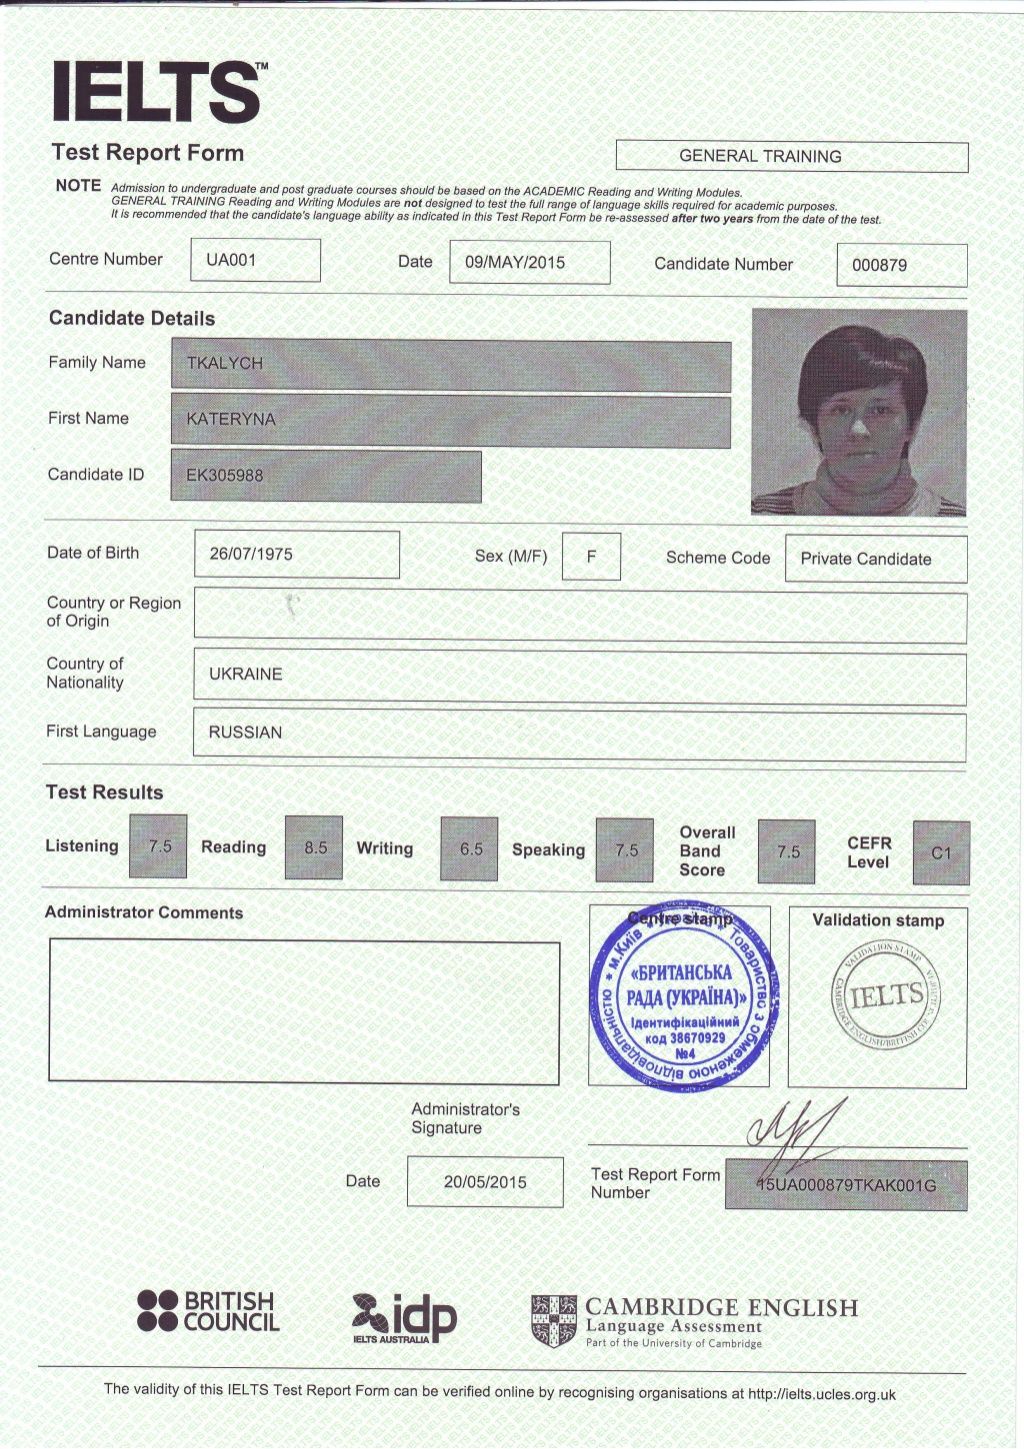 IELTS™
Test Report Form
GENERAL TRAINING
NOTE Admission to undergraduate and post graduate courses should be based on the ACADEMIC Reading and Writing Modules.
GENERAL TRAINING Reading and Writing Modules are not designed to test the full range of language skills required for academic purposes.
It is recommended that the candidate's language ability as indicated in this Test Report Form be re-assessed after two years from the date of the test.
Centre Number UA001 Date 09/MAY/2015 Candidate Number 000879
Candidate Details
Family Name TKALYCH
First Name KATERYNA
Candidate ID EK305988
Date of Birth 26/07/1975 Sex (M/F) F Scheme Code Private Candidate
Country or Region
of Origin
Country of
Nationality UKRAINE
First Language RUSSIAN
Test Results
Listening 7.5 Reading 8.5 Writing 6.5 Speaking 7.5 Overall Band Score 7.5 CEFR Level C1
Administrator Comments
Centre stamp
м.Київ * Україна * Товариство з обмеженою відповідальністю *
«БРИТАНСЬКА
РАДА (УКРАЇНА)»
Ідентифікаційний
код 38670929
№4
Validation stamp
VALIDATION STAMP
IELTS
CAMBRIDGE ENGLISH/BRITISH CO
Administrator's
Signature
Date 20/05/2015
Test Report Form
Number 15UA000879TKAK001G
BRITISH
COUNCIL
idp
IELTS AUSTRALIA
CAMBRIDGE ENGLISH
Language Assessment
Part of the University of Cambridge
The validity of this IELTS Test Report Form can be verified online by recognising organisations at http://ielts.ucles.org.uk